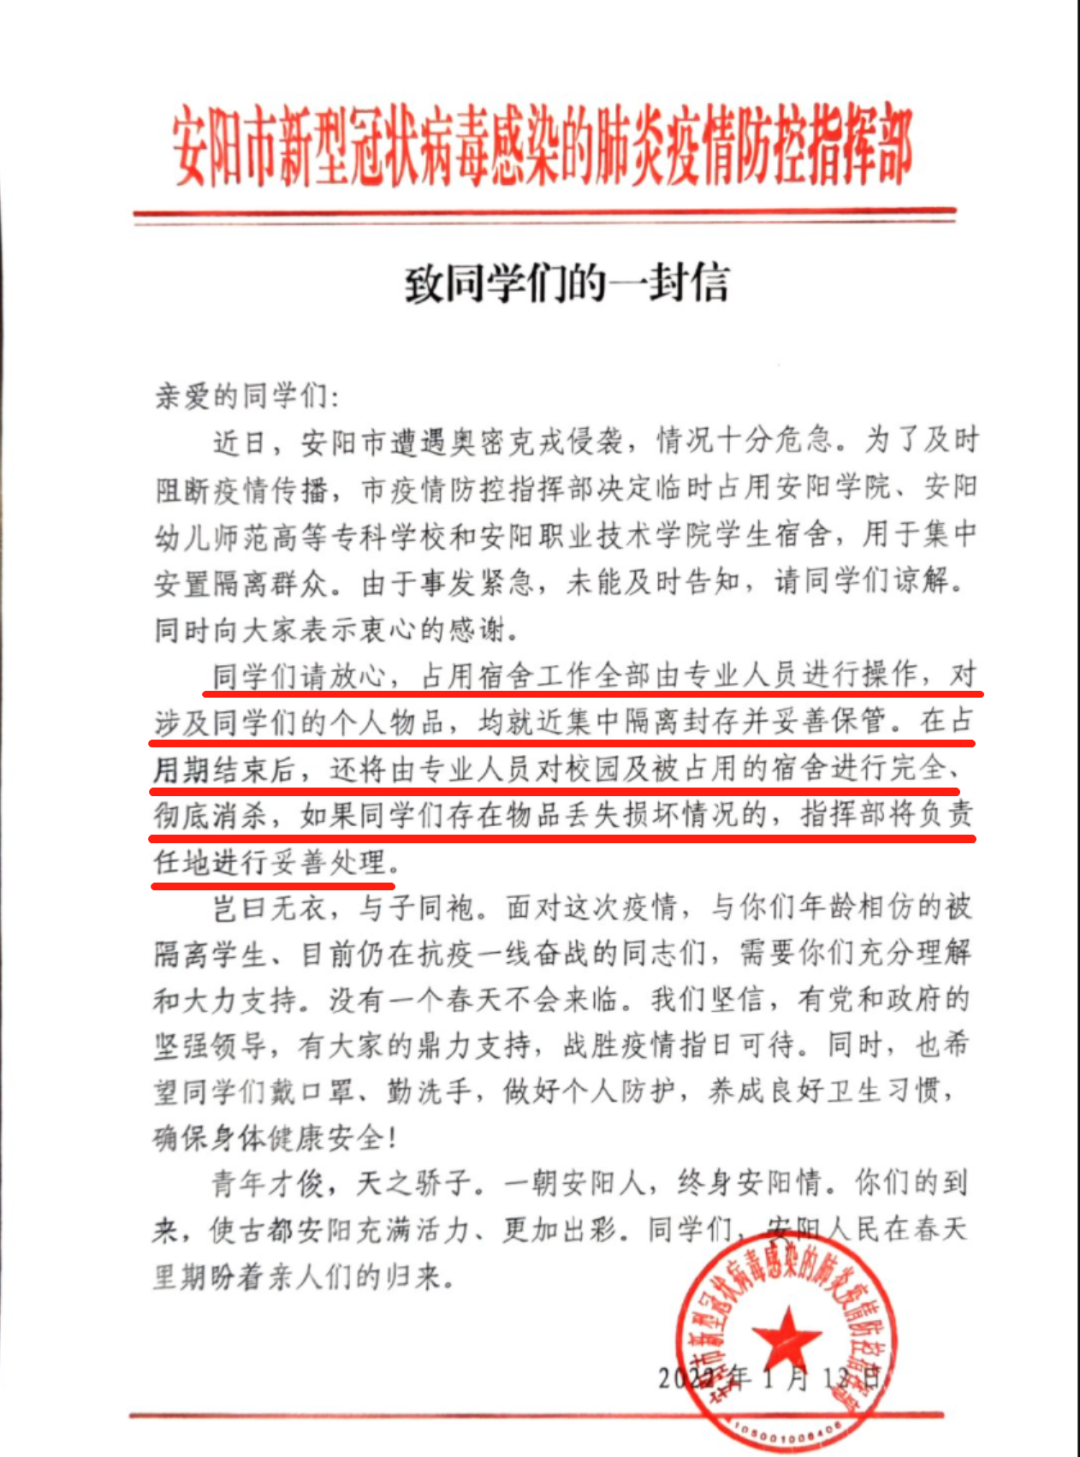 安阳市新型冠状病毒感染的肺炎疫情防控指挥部
致同学们的一封信
亲爱的同学们：
近日，安阳市遭遇奥密克戎侵袭，情况十分危急。为了及时
阻断疫情传播，市疫情防控指挥部决定临时占用安阳学院、安阳
幼儿师范高等专科学校和安阳职业技术学院学生宿舍，用于集中
安置隔离群众。由于事发紧急，未能及时告知，请同学们谅解。
同时向大家表示衷心的感谢。
同学们请放心，占用宿舍工作全部由专业人员进行操作，对
涉及同学们的个人物品，均就近集中隔离封存并妥善保管。在占
用期结束后，还将由专业人员对校园及被占用的宿舍进行完全、
彻底消杀，如果同学们存在物品丢失损坏情况的，指挥部将负责
任地进行妥善处理。
岂曰无衣，与子同袍。面对这次疫情，与你们年龄相仿的被
隔离学生、目前仍在抗疫一线奋战的同志们，需要你们充分理解
和大力支持。没有一个春天不会来临。我们坚信，有党和政府的
坚强领导，有大家的鼎力支持，战胜疫情指日可待。同时，也希
望同学们戴口罩、勤洗手，做好个人防护，养成良好卫生习惯，
确保身体健康安全！
青年才俊，天之骄子。一朝安阳人，终身安阳情。你们的到
来，使古都安阳充满活力、更加出彩。同学们，安阳人民在春天
里期盼着亲人们的归来。
安阳市新型冠状病毒感染的肺炎疫情防控指挥部
2022年1月12日